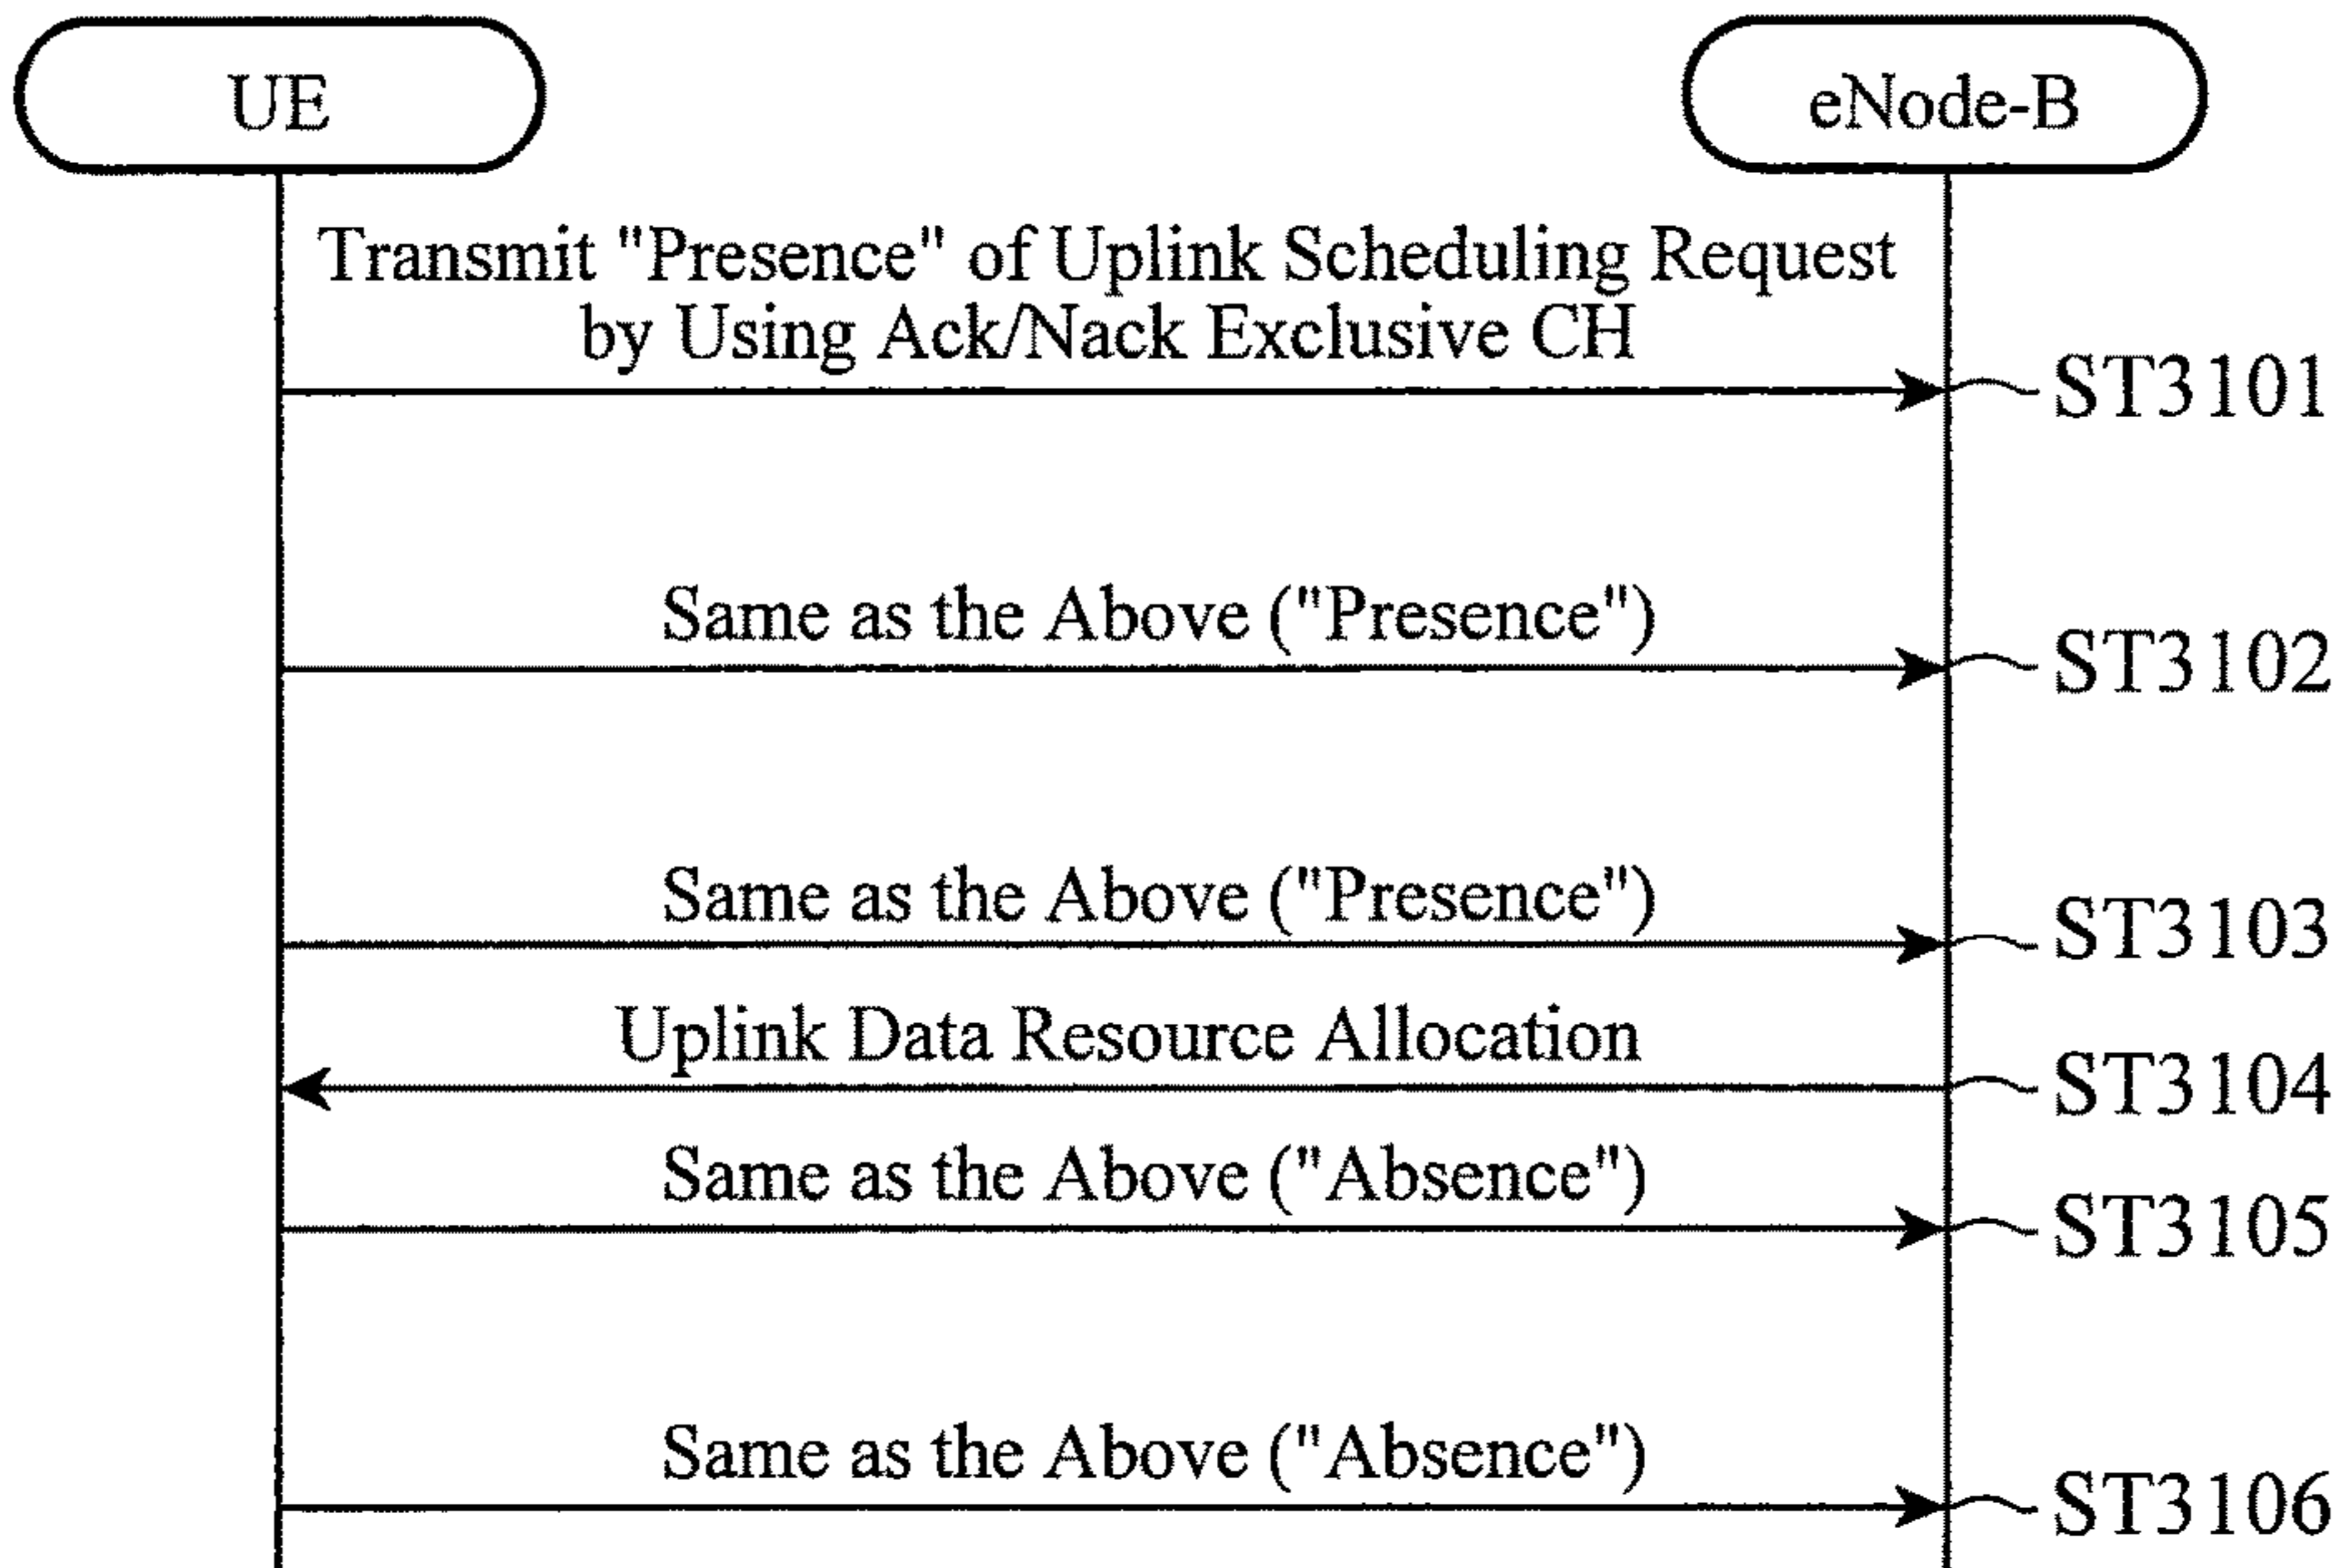 UE
eNode-B
Transmit "Presence" of Uplink Scheduling Request
by Using Ack/Nack Exclusive CH
ST3101
Same as the Above ("Presence")
ST3102
Same as the Above ("Presence")
ST3103
Uplink Data Resource Allocation
ST3104
Same as the Above ("Absence")
ST3105
Same as the Above ("Absence")
ST3106